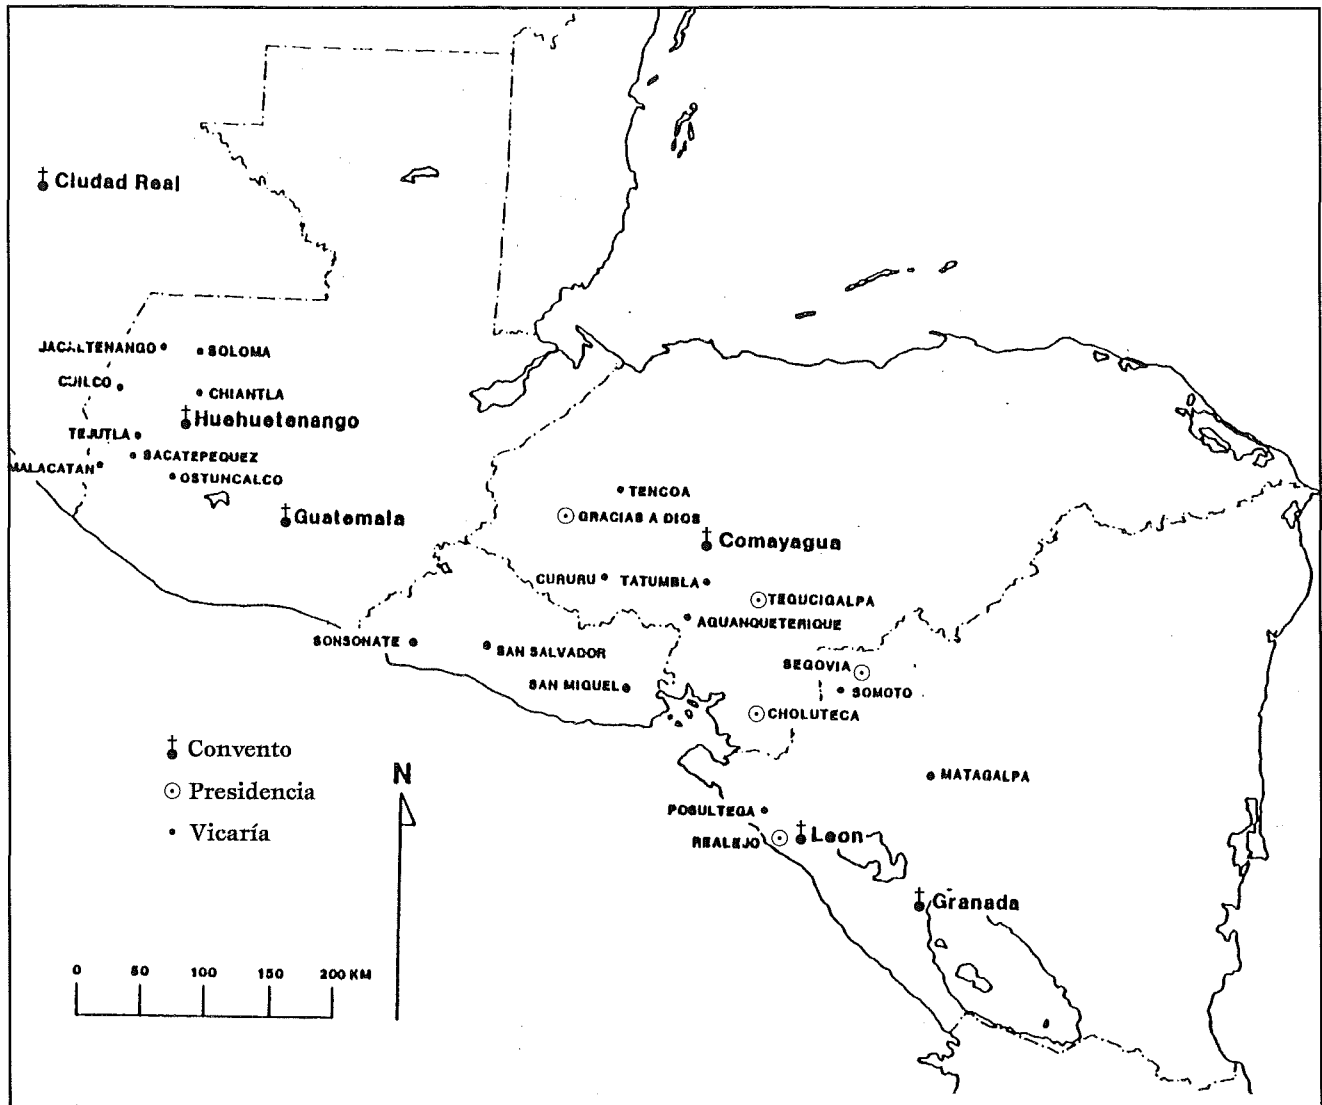 Ciudad Real
JACALTENANGO
SOLOMA
CUILCO
CHIANTLA
Huehuetenango
TEJUTLA
SACATEPEQUEZ
MALACATAN
OSTUNCALCO
Guatemala
TENCOA
GRACIAS A DIOS
Comayagua
CURURU
TATUMBLA
TEGUCIGALPA
AGUANQUETERIQUE
SONSONATE
SAN SALVADOR
SEGOVIA
SAN MIGUEL
SOMOTO
CHOLUTECA
Convento
Presidencia
Vicaría
N
MATAGALPA
POSULTEGA
REALEJO
Leon
Granada
0 50 100 150 200 KM